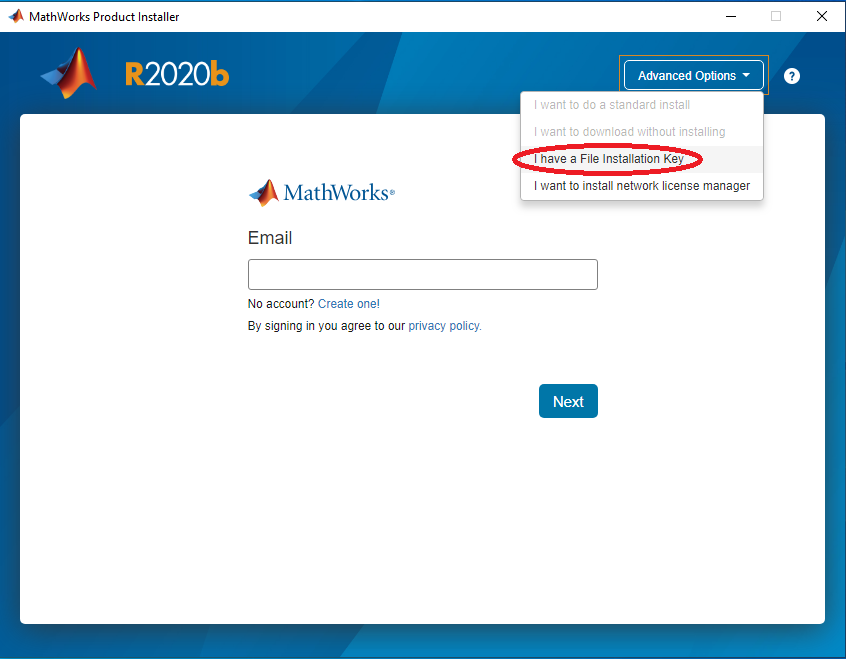 MathWorks Product Installer
R2020b
Advanced Options
?
I want to do a standard install
I want to download without installing
I have a File Installation Key
I want to install network license manager
MathWorks®
Email
No account? Create one!
By signing in you agree to our privacy policy.
Next